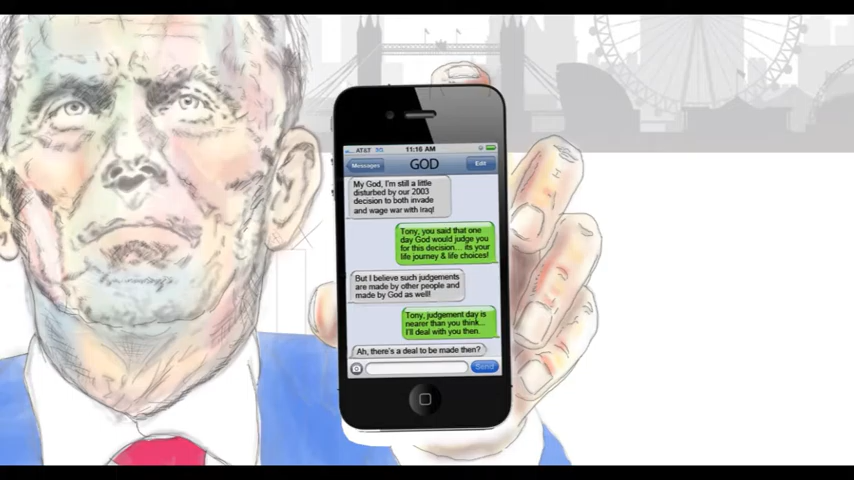 AT&T 3G 11:16 AM
Messages GOD Edit
My God, I'm still a little
disturbed by our 2003
decision to both invade
and wage war with Iraq!
Tony, you said that one
day God would judge you
for this decision... its your
life journey & life choices!
But I believe such judgements
are made by other people and
made by God as well!
Tony, judgement day is
nearer than you think...
I'll deal with you then.
Ah, there's a deal to be made then?
Send